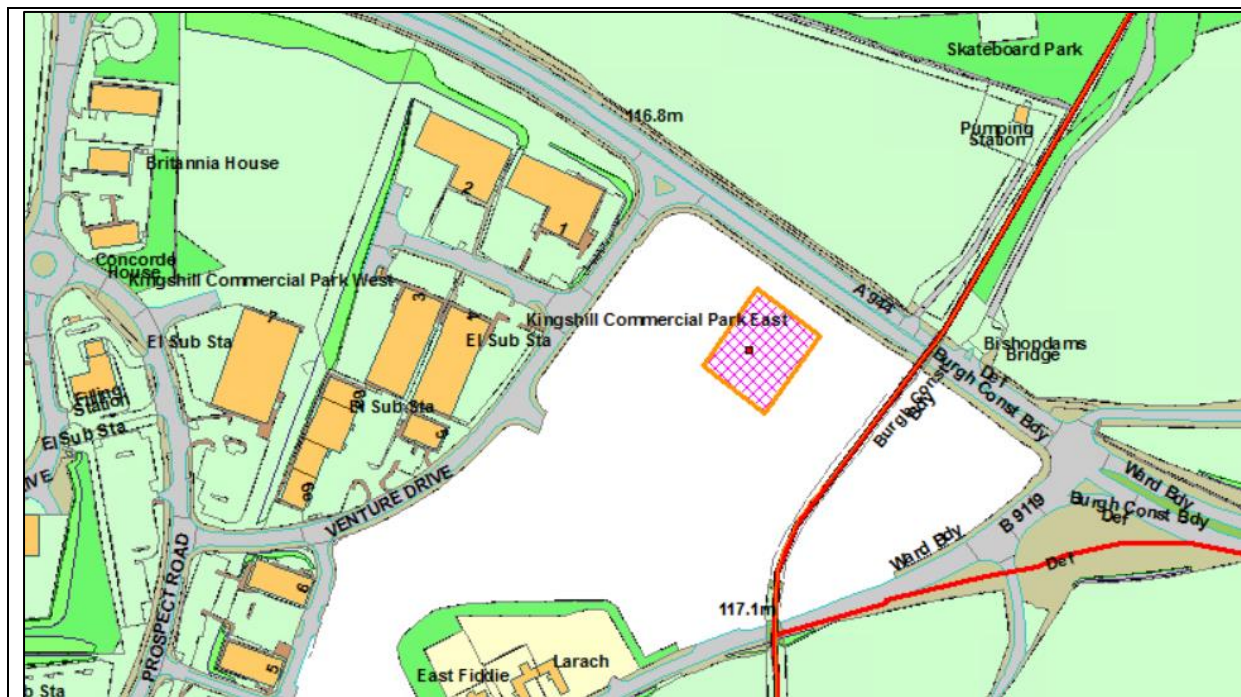 Skateboard Park
116.8m
Pumping
Station
Britannia House
2
1
Concorde
House
Kingshill Commercial Park West
A 944
Kingshill Commercial Park East
3
4
7
El Sub Sta
El Sub Sta
Bishopdams
Bridge
Def
Burgh Const Bdy
Filling
Station
El Sub Sta
El Sub Sta
Burgh Const
Bdy
5
VENTURE DRIVE
Ward Bdy
Burgh Const Bdy
Def
B 9119
Ward Bdy
Def
PROSPECT ROAD
6
117.1m
5
East Fiddie
Larach